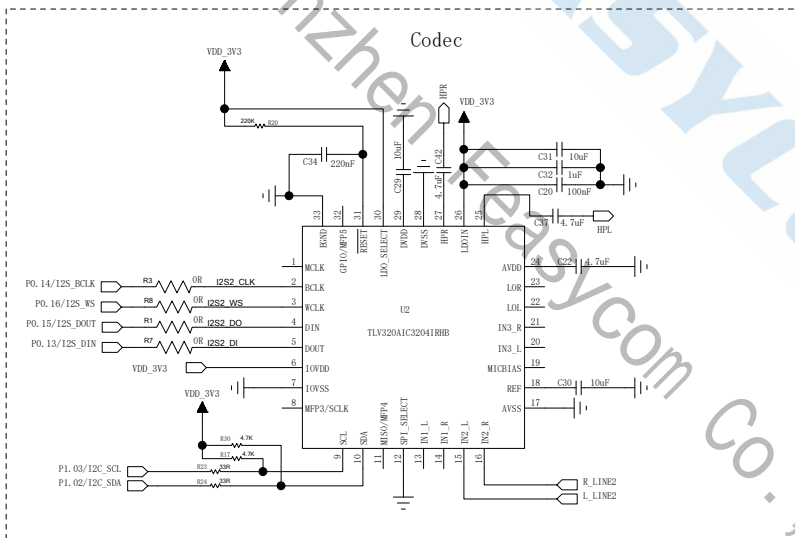 Codec
VDD_3V3
220K R20
C34 220nF
10uF
C29
HPR
C42
4.7uF
VDD_3V3
C31 10uF
C32 1uF
C20 100nF
C37 4.7uF
HPL
33 EGND
32 GPIO/MFP5
31 RESET
30 LDO_SELECT
29 DVDD
28 DVSS
27 HPR
26 LDOIN
25 HPL
P0.14/I2S_BCLK R3 0R I2S2_CLK
P0.16/I2S_WS R8 0R I2S2_WS
P0.15/I2S_DOUT R1 0R I2S2_DO
P0.13/I2S_DIN R7 0R I2S2_DI
VDD_3V3
1 MCLK
2 BCLK
3 WCLK
4 DIN
5 DOUT
6 IOVDD
7 IOVSS
8 MFP3/SCLK
U2
TLV320AIC3204IRHB
AVDD 24 C22 4.7uF
LOR 23
LOL 22
IN3_R 21
IN3_L 20
MICBIAS 19
REF 18 C30 10uF
AVSS 17
SCL 9
SDA 10
MISO/MFP4 11
SPI_SELECT 12
IN1_L 13
IN1_R 14
IN2_L 15
IN2_R 16
VDD_3V3
R30 4.7K
R17 4.7K
P1.03/I2C_SCL R23 33R
P1.02/I2C_SDA R24 33R
R_LINE2
L_LINE2
Feasycom Co.,